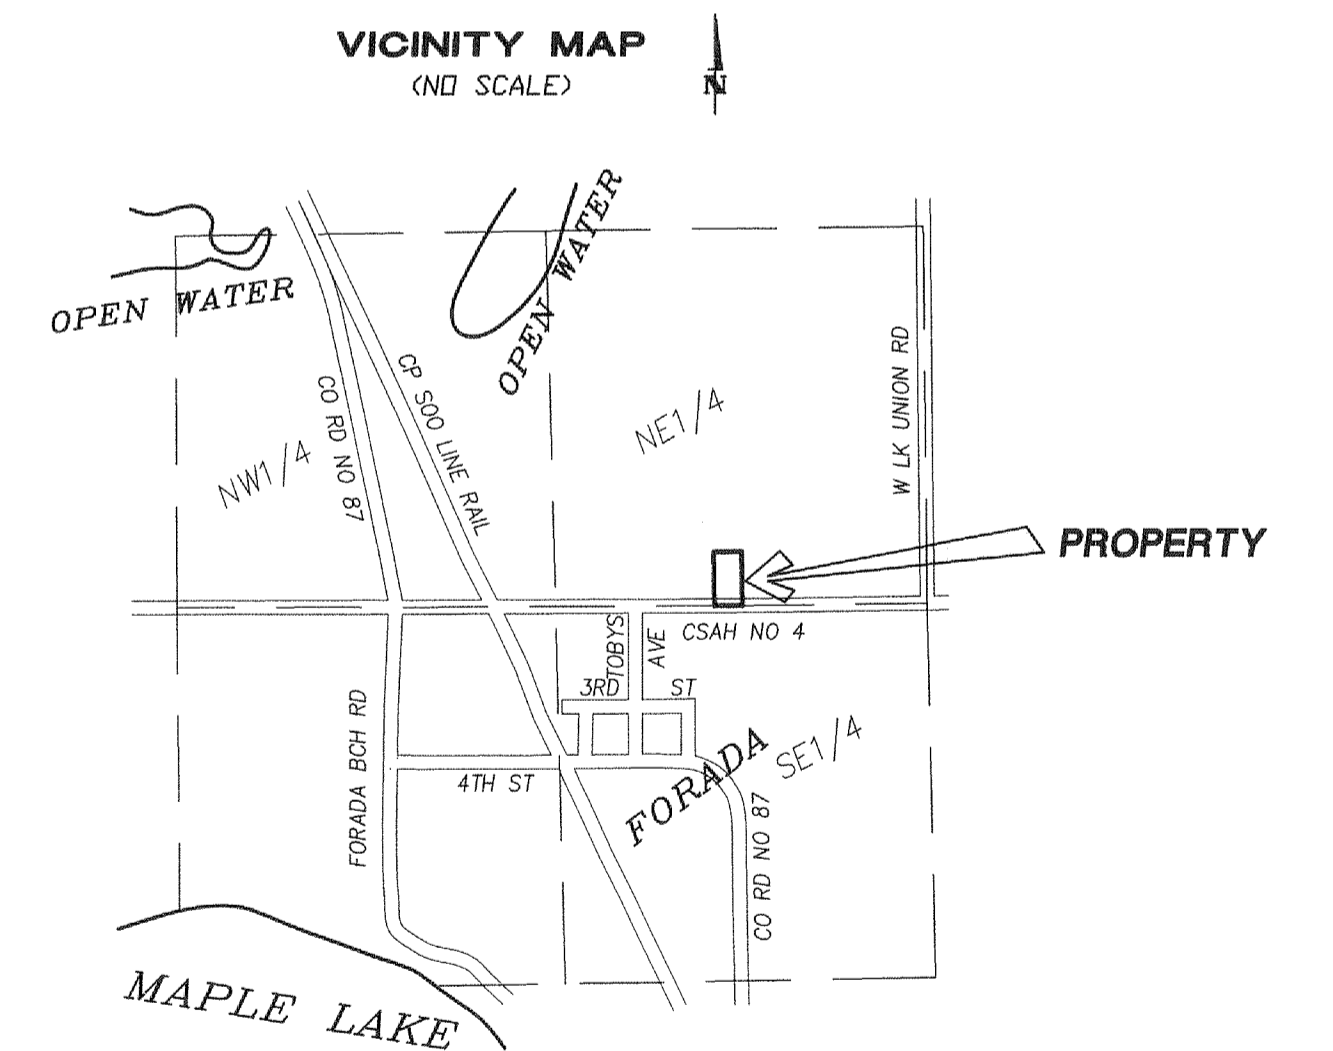 VICINITY MAP
(NO SCALE)
N
OPEN WATER
OPEN WATER
CO RD NO 87
CP SOO LINE RAIL
NW1/4
NE1/4
W LK UNION RD
PROPERTY
CSAH NO 4
TOBYS AVE
3RD ST
FORADA BCH RD
4TH ST
FORADA
SE1/4
CO RD NO 87
MAPLE LAKE